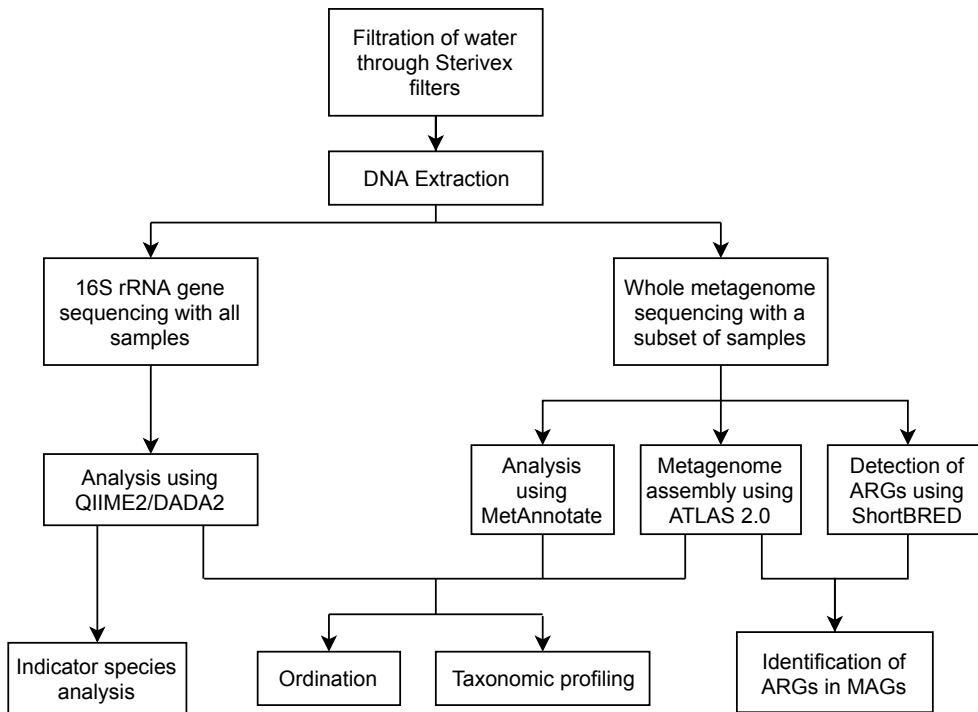 Filtration of water
through Sterivex
filters
DNA Extraction
16S rRNA gene
sequencing with all
samples
Whole metagenome
sequencing with a
subset of samples
Analysis using
QIIME2/DADA2
Analysis
using
MetAnnotate
Metagenome
assembly using
ATLAS 2.0
Detection of
ARGs using
ShortBRED
Indicator species
analysis
Ordination
Taxonomic profiling
Identification of
ARGs in MAGs